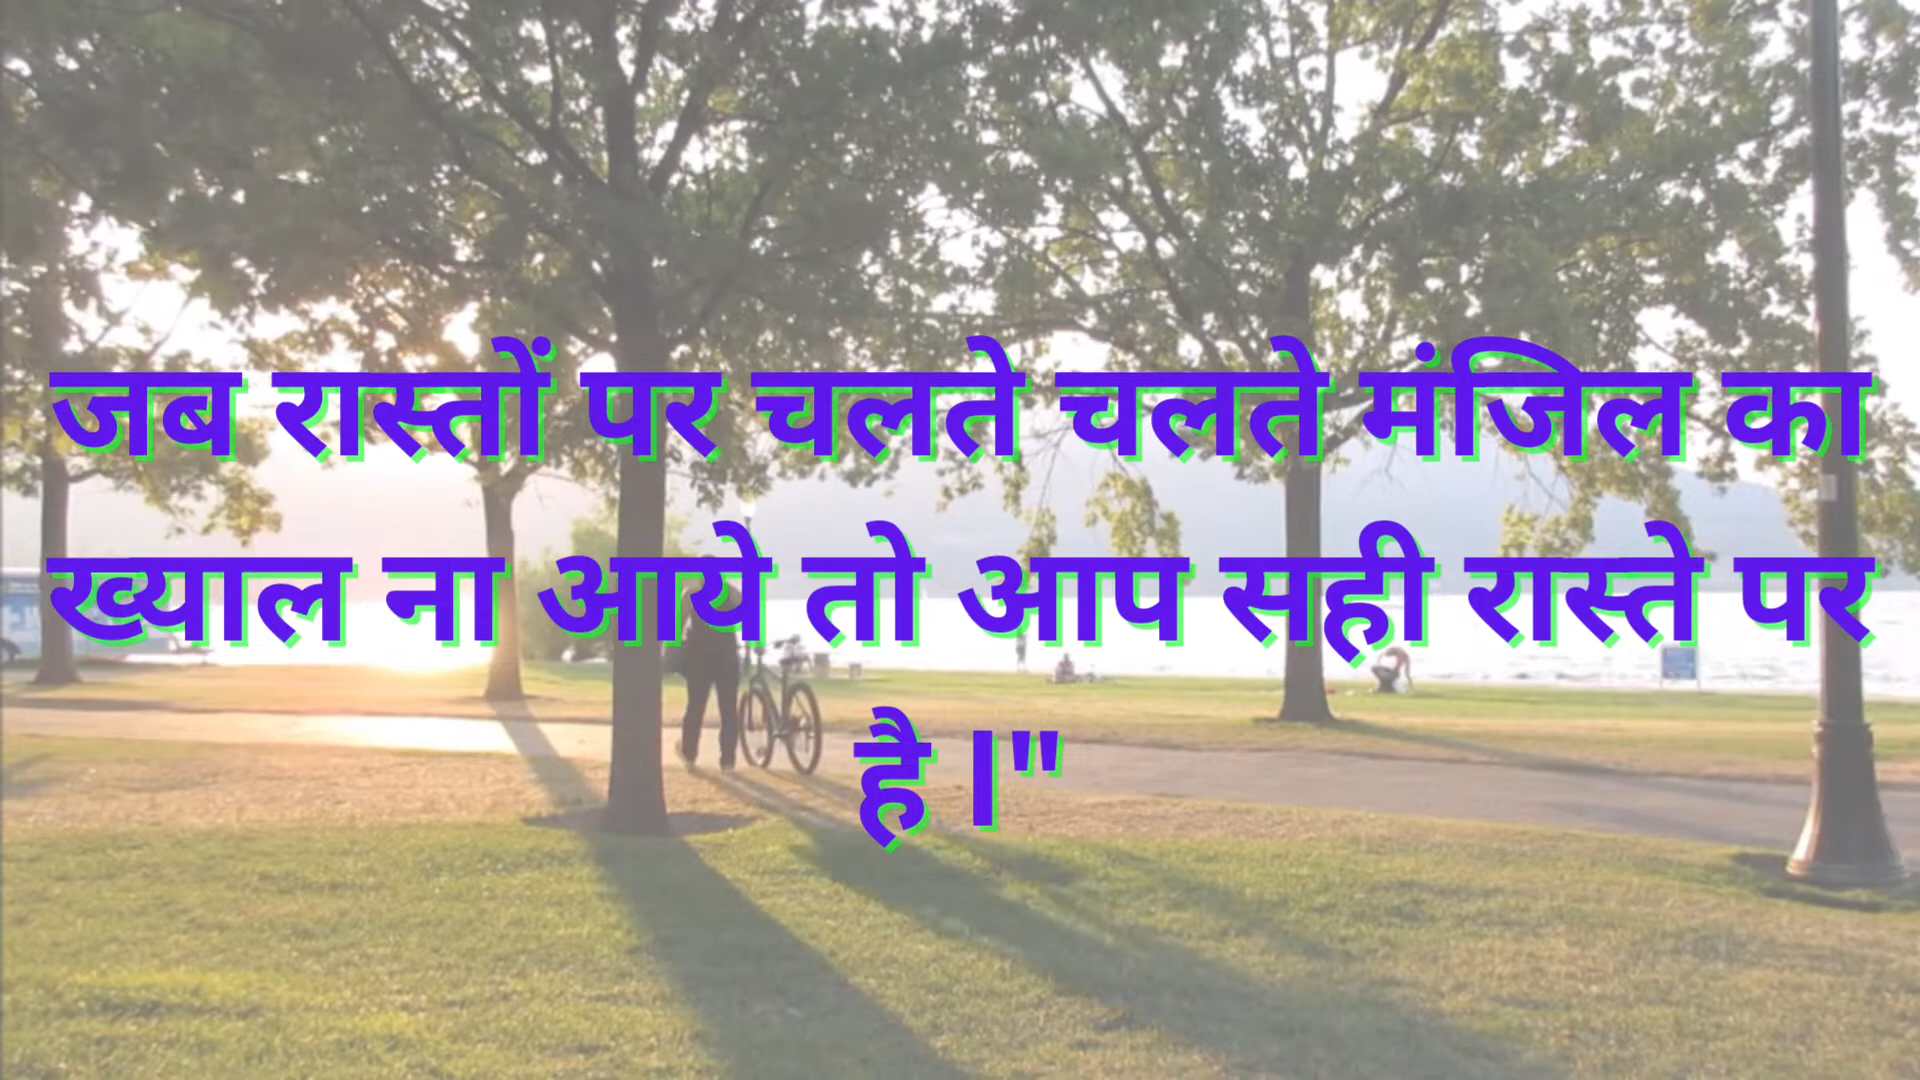 जब रास्तों पर चलते चलते मंजिल का
ख्याल ना आये तो आप सही रास्ते पर
है ।"